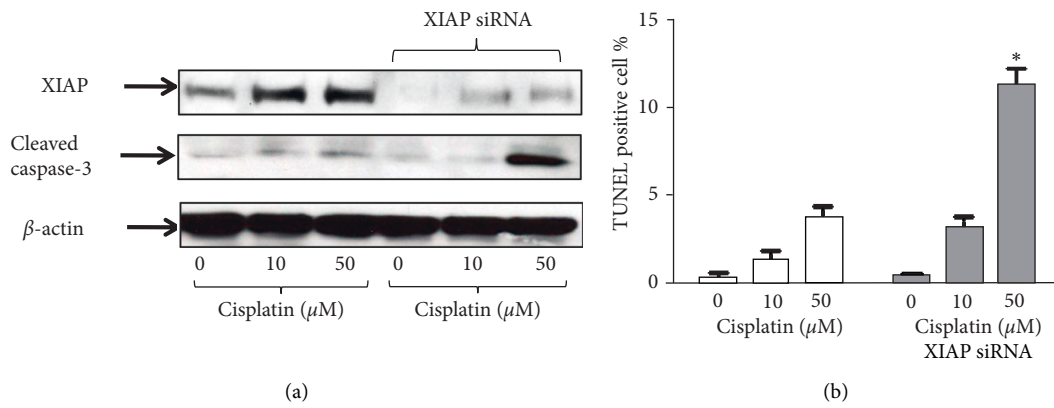 XIAP siRNA
XIAP
Cleaved
caspase-3
β-actin
0 10 50 0 10 50
Cisplatin (μM) Cisplatin (μM)
(a)
TUNEL positive cell %
15
10
5
0
*
0 10 50 0 10 50
Cisplatin (μM) Cisplatin (μM)
XIAP siRNA
(b)